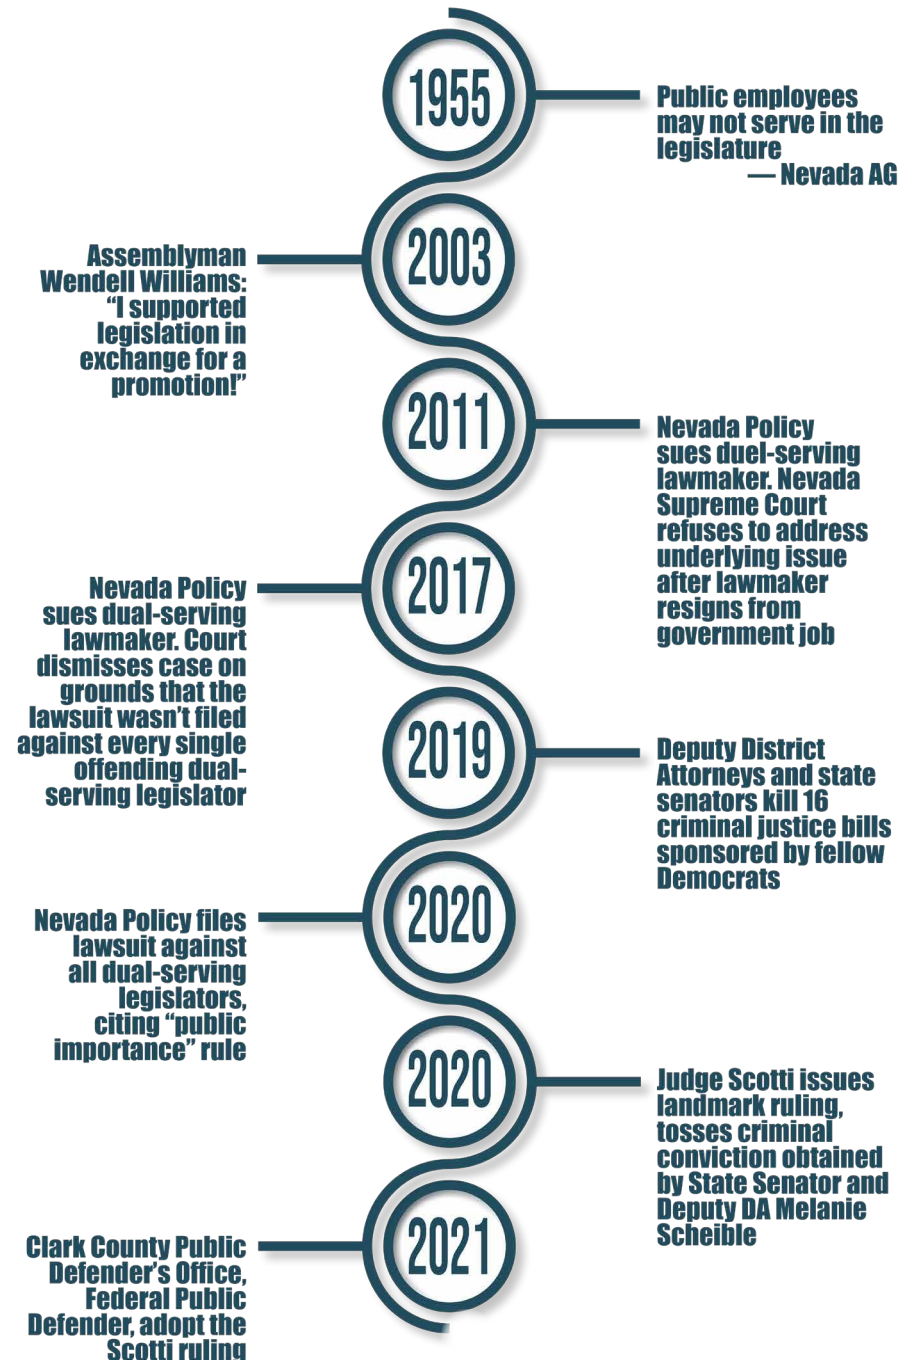 1955
Public employees
may not serve in the
legislature
— Nevada AG
2003
Assemblyman
Wendell Williams:
“I supported
legislation in
exchange for a
promotion!”
2011
Nevada Policy
sues duel-serving
lawmaker. Nevada
Supreme Court
refuses to address
underlying issue
after lawmaker
resigns from
government job
2017
Nevada Policy
sues dual-serving
lawmaker. Court
dismisses case on
grounds that the
lawsuit wasn’t filed
against every single
offending dual-
serving legislator
2019
Deputy District
Attorneys and state
senators kill 16
criminal justice bills
sponsored by fellow
Democrats
2020
Nevada Policy files
lawsuit against
all dual-serving
legislators,
citing “public
importance” rule
2020
Judge Scotti issues
landmark ruling,
tosses criminal
conviction obtained
by State Senator and
Deputy DA Melanie
Scheible
2021
Clark County Public
Defender’s Office,
Federal Public
Defender, adopt the
Scotti ruling